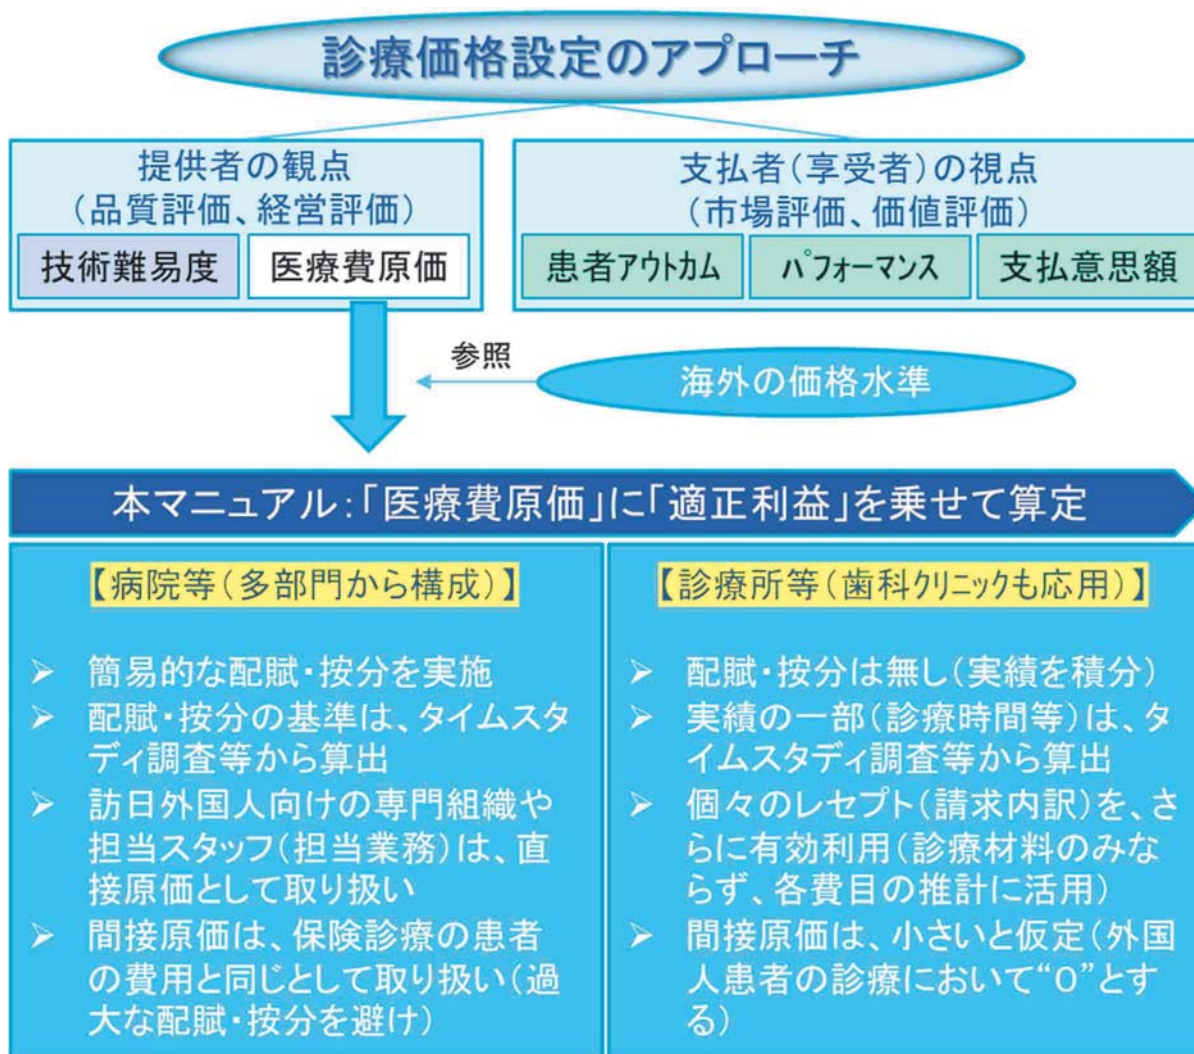 診療価格設定のアプローチ
提供者の観点
（品質評価、経営評価）
技術難易度
医療費原価
支払者（享受者）の視点
（市場評価、価値評価）
患者アウトカム
パフォーマンス
支払意思額
参照
海外の価格水準
本マニュアル：「医療費原価」に「適正利益」を乗せて算定
【病院等（多部門から構成）】
➢ 簡易的な配賦・按分を実施
➢ 配賦・按分の基準は、タイムスタ
ディ調査等から算出
➢ 訪日外国人向けの専門組織や
担当スタッフ（担当業務）は、直
接原価として取り扱い
➢ 間接原価は、保険診療の患者
の費用と同じとして取り扱い（過
大な配賦・按分を避け）
【診療所等（歯科クリニックも応用）】
➢ 配賦・按分は無し（実績を積分）
➢ 実績の一部（診療時間等）は、タ
イムスタディ調査等から算出
➢ 個々のレセプト（請求内訳）を、さ
らに有効利用（診療材料のみな
らず、各費目の推計に活用）
➢ 間接原価は、小さいと仮定（外国
人患者の診療において“０”とす
る）